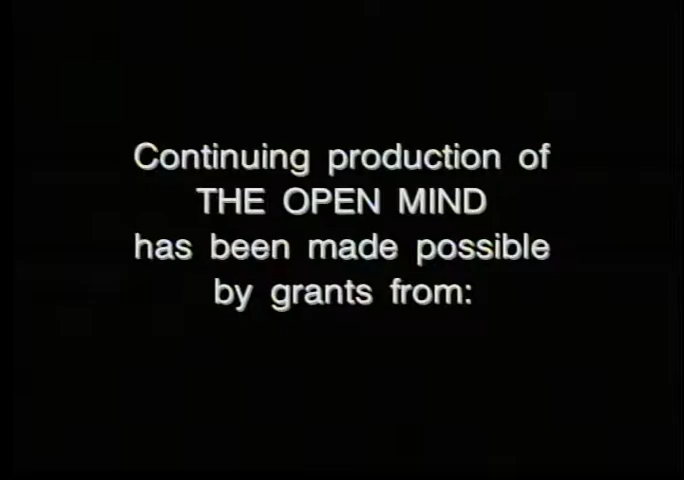 Continuing production of
THE OPEN MIND
has been made possible
by grants from: